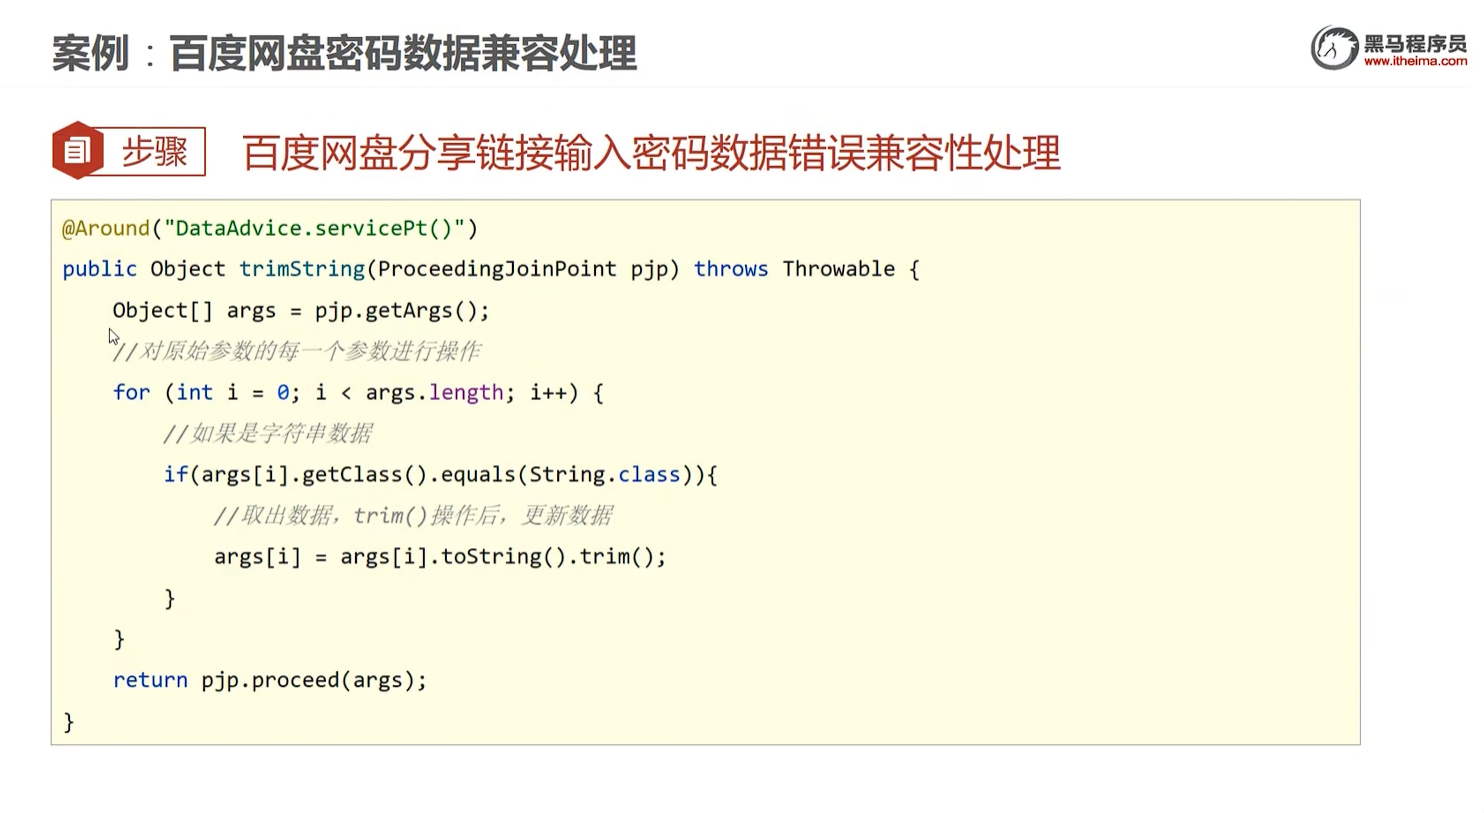 案例：百度网盘密码数据兼容处理
黑马程序员
www.itheima.com
步骤
百度网盘分享链接输入密码数据错误兼容性处理
@Around("DataAdvice.servicePt()")
public Object trimString(ProceedingJoinPoint pjp) throws Throwable {
    Object[] args = pjp.getArgs();
    //对原始参数的每一个参数进行操作
    for (int i = 0; i < args.length; i++) {
        //如果是字符串数据
        if(args[i].getClass().equals(String.class)){
            //取出数据，trim()操作后，更新数据
            args[i] = args[i].toString().trim();
        }
    }
    return pjp.proceed(args);
}